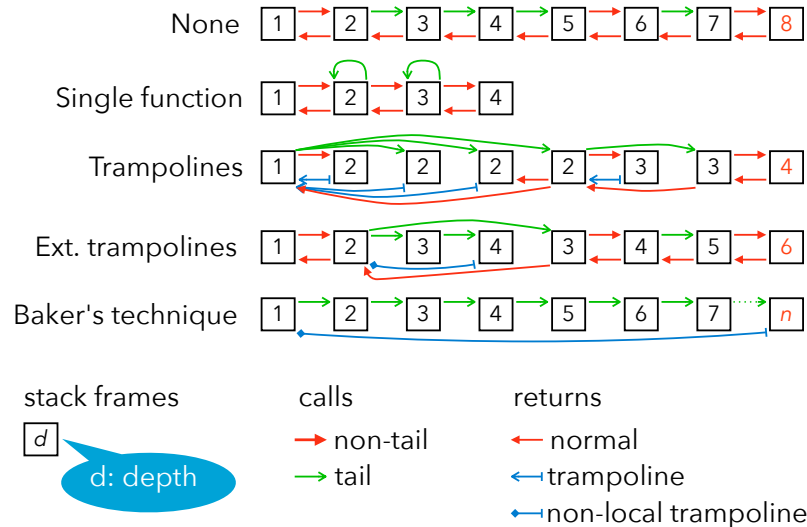 None 1 2 3 4 5 6 7 8
Single function 1 2 3 4
Trampolines 1 2 2 2 2 3 3 4
Ext. trampolines 1 2 3 4 3 4 5 6
Baker's technique 1 2 3 4 5 6 7 n
stack frames calls returns
d non-tail normal
d: depth tail trampoline
non-local trampoline